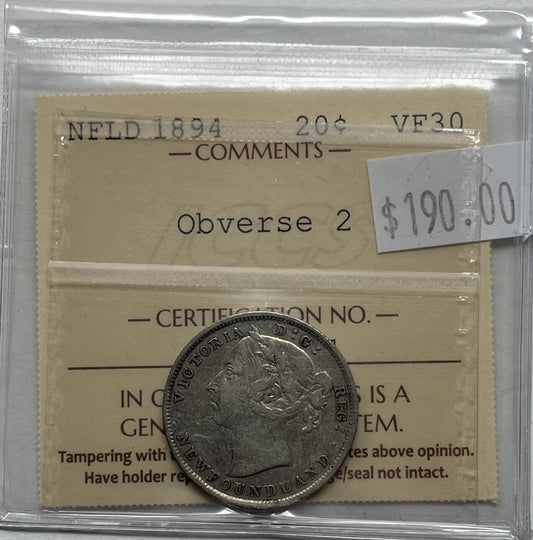 NFLD 1894 20¢ VF30
— COMMENTS —
$190.00
Obverse 2
ICCS
— CERTIFICATION NO. —
IN S IS A
GEN TEM.
Tampering with tes above opinion.
Have holder rep e/seal not intact.
VICTORIA D·G: REG:
NEWFOUNDLAND